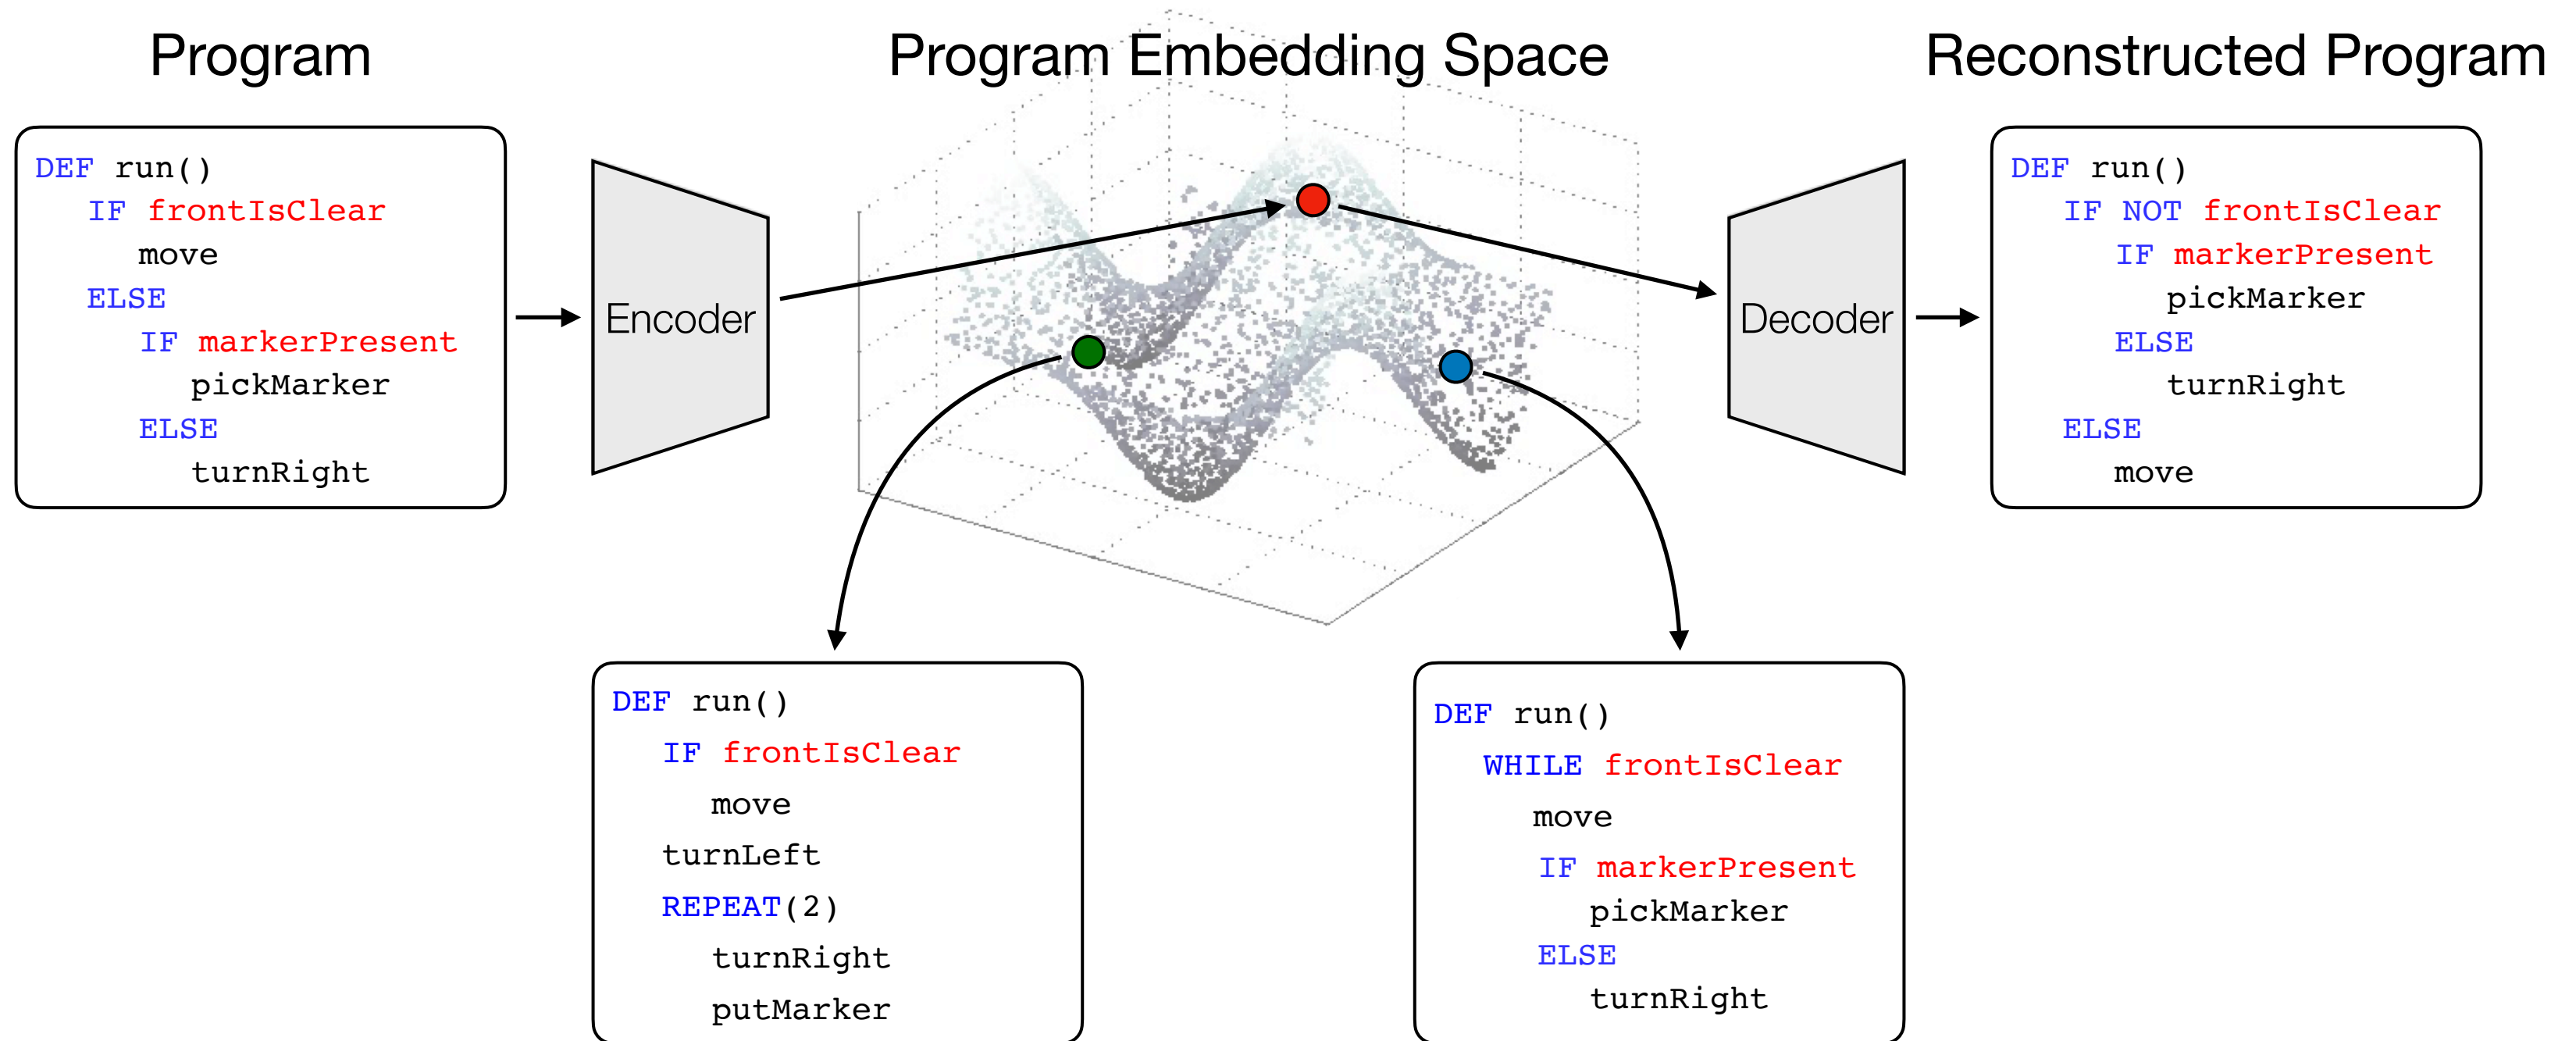 Program
DEF run()
IF frontIsClear
move
ELSE
IF markerPresent
pickMarker
ELSE
turnRight
Encoder
Program Embedding Space
Decoder
Reconstructed Program
DEF run()
IF NOT frontIsClear
IF markerPresent
pickMarker
ELSE
turnRight
ELSE
move
DEF run()
IF frontIsClear
move
turnLeft
REPEAT(2)
turnRight
putMarker
DEF run()
WHILE frontIsClear
move
IF markerPresent
pickMarker
ELSE
turnRight